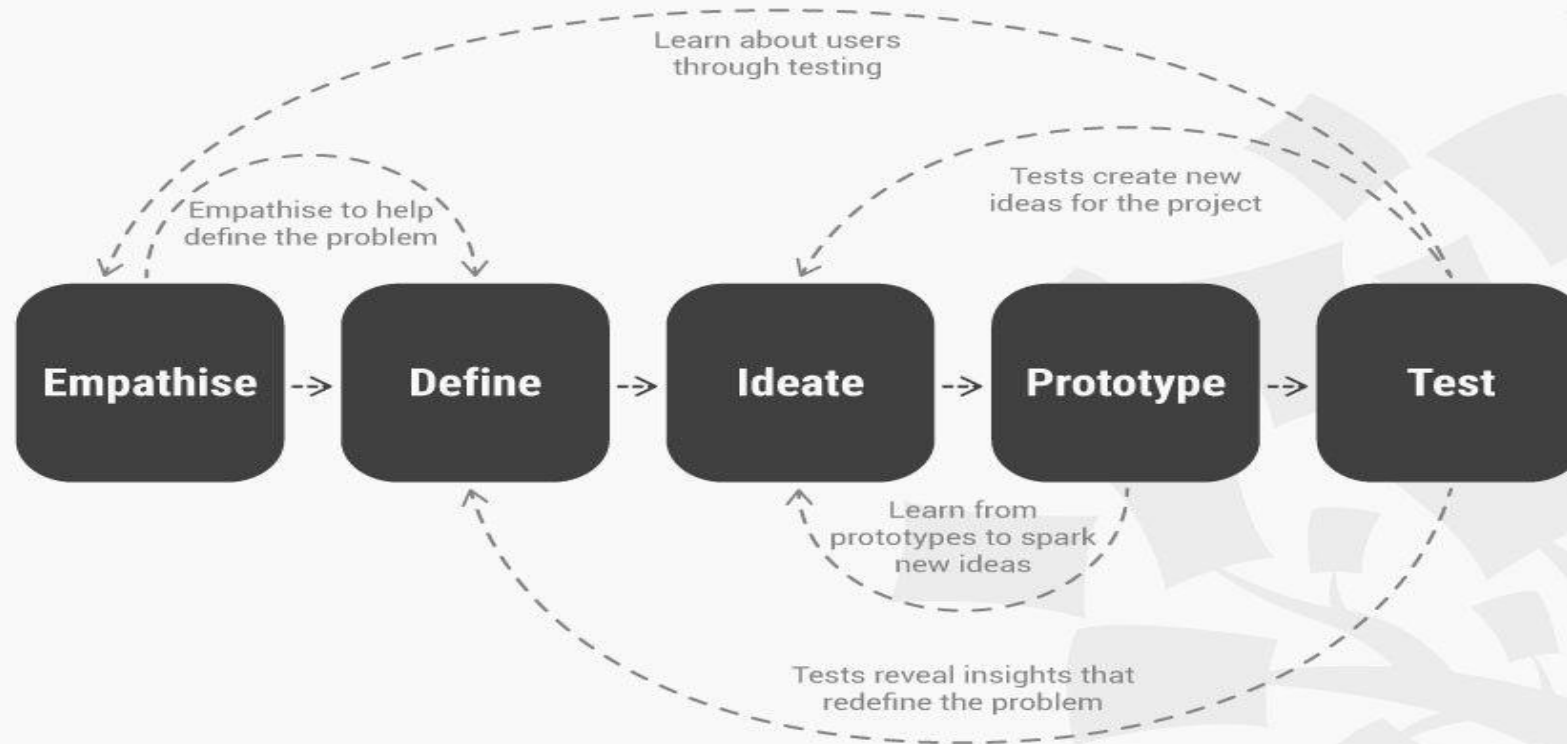 Learn about users
through testing
Tests create new
ideas for the project
Empathise to help
define the problem
Empathise
Define
Ideate
Prototype
Test
Learn from
prototypes to spark
new ideas
Tests reveal insights that
redefine the problem